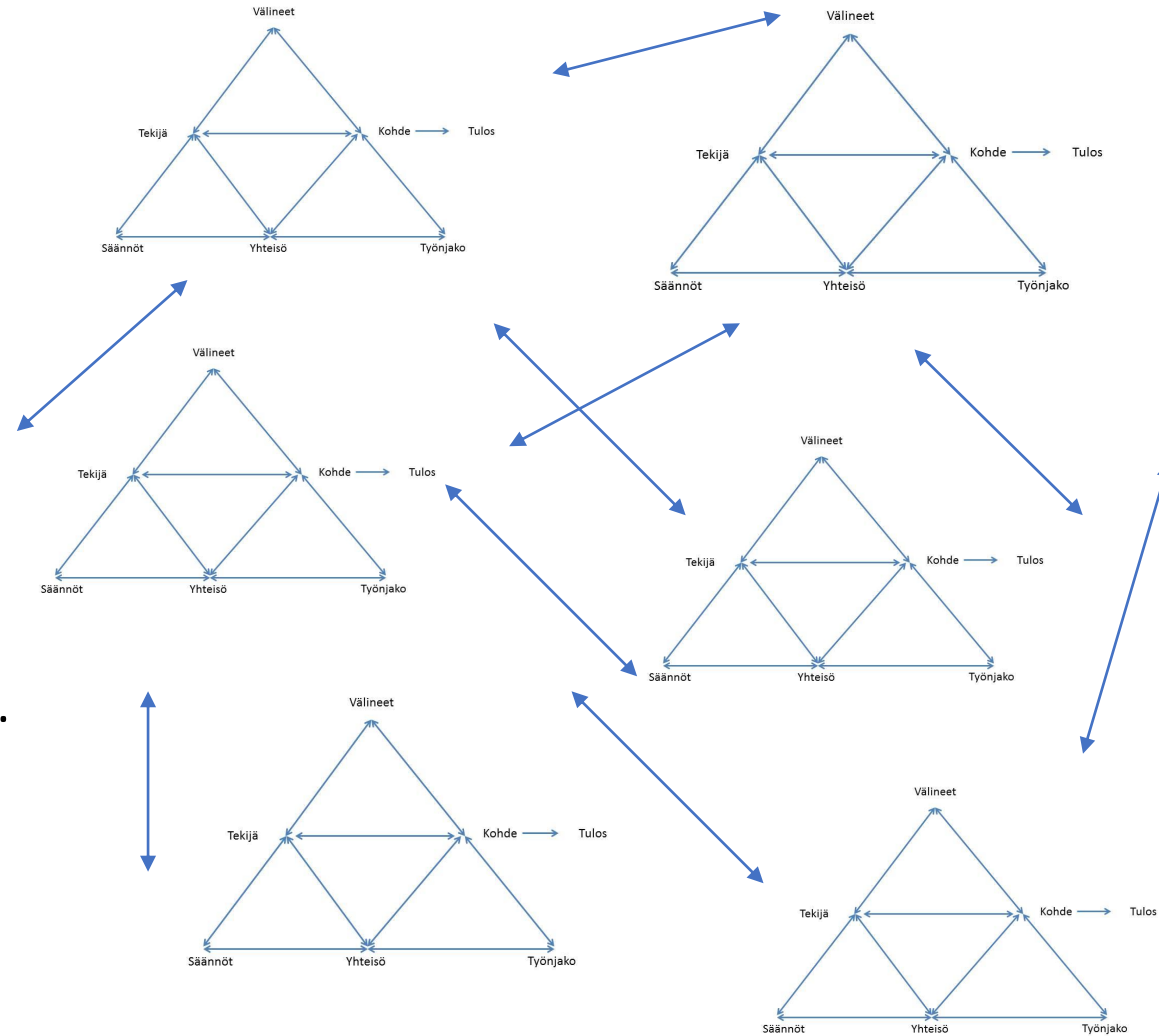 Välineet
Tekijä
Kohde
Tulos
Säännöt
Yhteisö
Työnjako
Välineet
Tekijä
Kohde
Tulos
Säännöt
Yhteisö
Työnjako
Välineet
Tekijä
Kohde
Tulos
Säännöt
Yhteisö
Työnjako
Välineet
Tekijä
Kohde
Tulos
Säännöt
Yhteisö
Työnjako
Välineet
Tekijä
Kohde
Tulos
Säännöt
Yhteisö
Työnjako
Välineet
Tekijä
Kohde
Tulos
Säännöt
Yhteisö
Työnjako